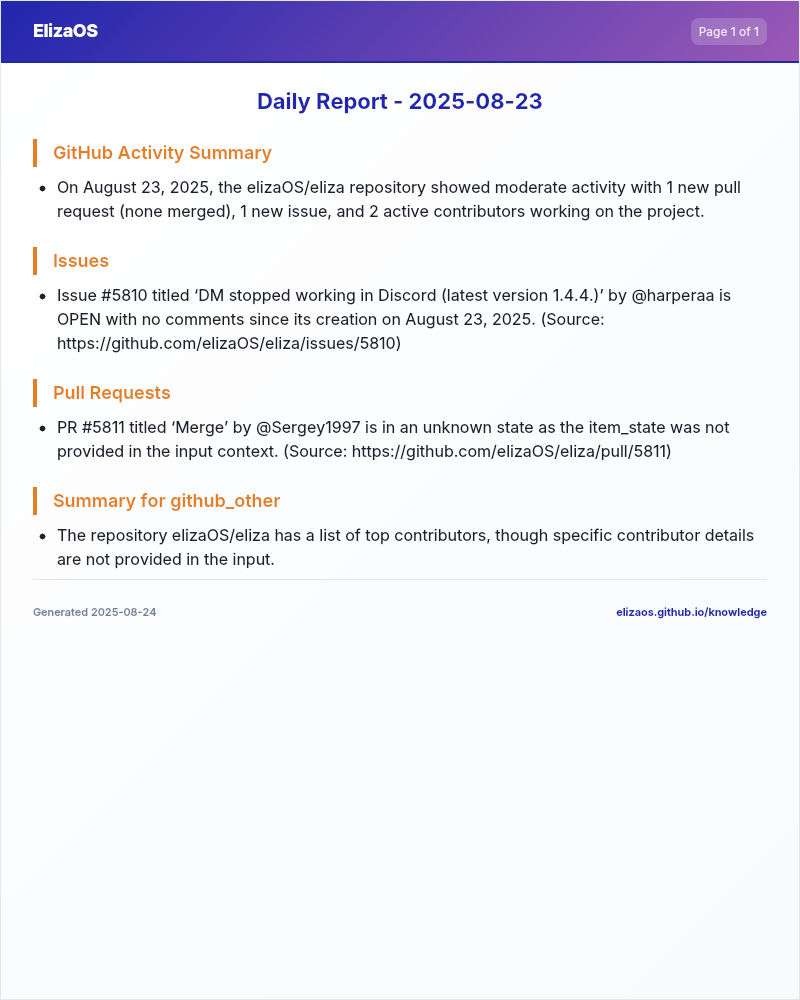 ElizaOS
Page 1 of 1
Daily Report - 2025-08-23
GitHub Activity Summary
• On August 23, 2025, the elizaOS/eliza repository showed moderate activity with 1 new pull
request (none merged), 1 new issue, and 2 active contributors working on the project.
Issues
• Issue #5810 titled ‘DM stopped working in Discord (latest version 1.4.4.)’ by @harperaa is
OPEN with no comments since its creation on August 23, 2025. (Source:
https://github.com/elizaOS/eliza/issues/5810)
Pull Requests
• PR #5811 titled ‘Merge’ by @Sergey1997 is in an unknown state as the item_state was not
provided in the input context. (Source: https://github.com/elizaOS/eliza/pull/5811)
Summary for github_other
• The repository elizaOS/eliza has a list of top contributors, though specific contributor details
are not provided in the input.
Generated 2025-08-24
elizaos.github.io/knowledge